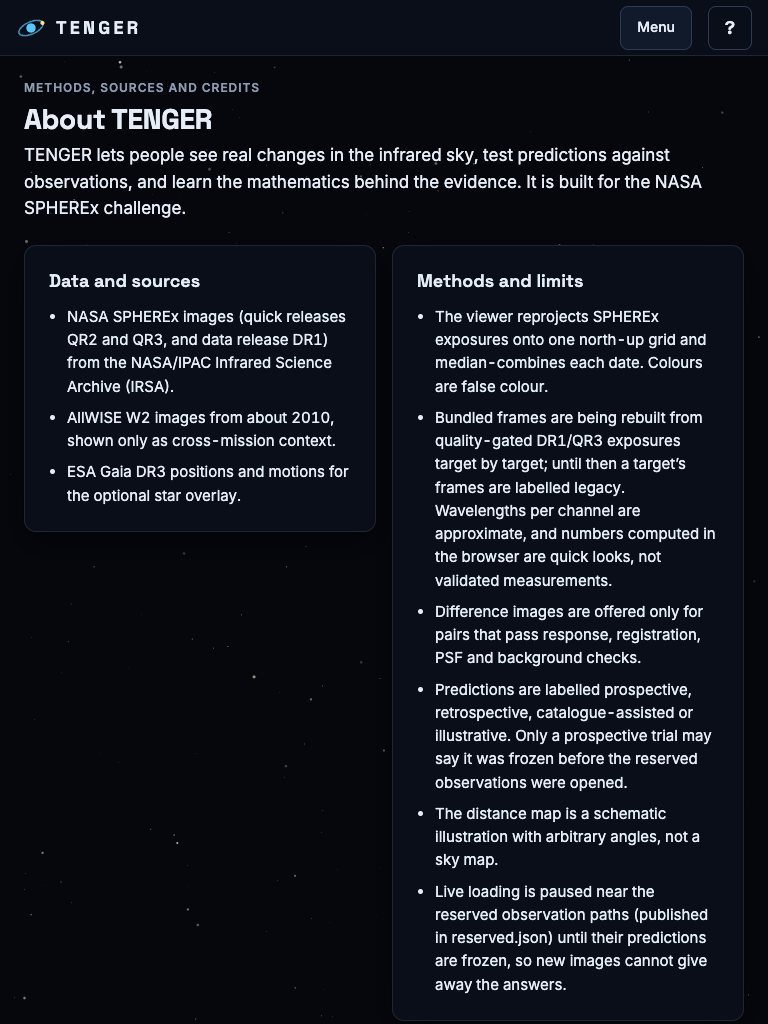 TENGER
Menu
?
METHODS, SOURCES AND CREDITS
About TENGER
TENGER lets people see real changes in the infrared sky, test predictions against
observations, and learn the mathematics behind the evidence. It is built for the NASA
SPHEREx challenge.
Data and sources
• NASA SPHEREx images (quick releases
QR2 and QR3, and data release DR1)
from the NASA/IPAC Infrared Science
Archive (IRSA).
• AllWISE W2 images from about 2010,
shown only as cross-mission context.
• ESA Gaia DR3 positions and motions for
the optional star overlay.
Methods and limits
• The viewer reprojects SPHEREx
exposures onto one north-up grid and
median-combines each date. Colours
are false colour.
• Bundled frames are being rebuilt from
quality-gated DR1/QR3 exposures
target by target; until then a target’s
frames are labelled legacy.
Wavelengths per channel are
approximate, and numbers computed in
the browser are quick looks, not
validated measurements.
• Difference images are offered only for
pairs that pass response, registration,
PSF and background checks.
• Predictions are labelled prospective,
retrospective, catalogue-assisted or
illustrative. Only a prospective trial may
say it was frozen before the reserved
observations were opened.
• The distance map is a schematic
illustration with arbitrary angles, not a
sky map.
• Live loading is paused near the
reserved observation paths (published
in reserved.json) until their predictions
are frozen, so new images cannot give
away the answers.